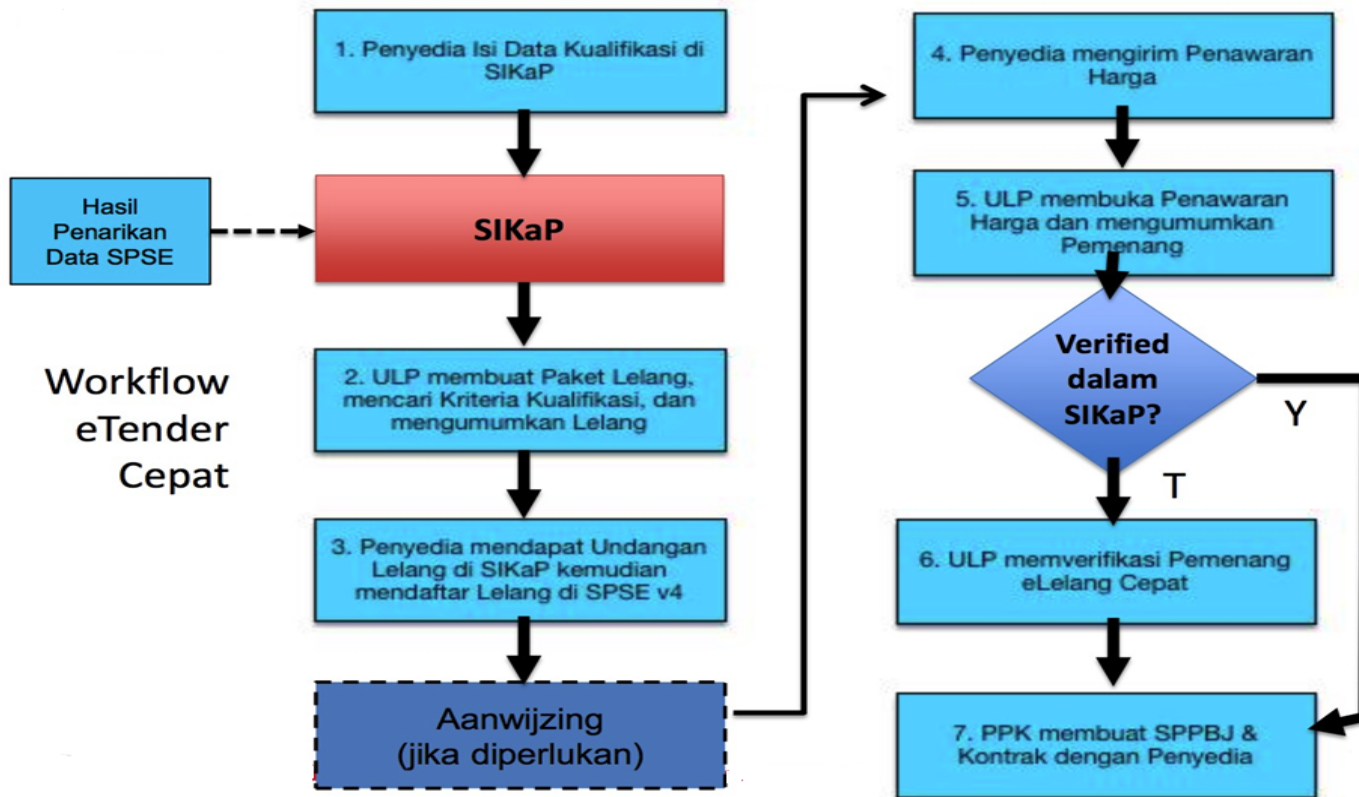 1. Penyedia Isi Data Kualifikasi di
SIKaP
Hasil
Penarikan
Data SPSE
SIKaP
Workflow
eTender
Cepat
2. ULP membuat Paket Lelang,
mencari Kriteria Kualifikasi, dan
mengumumkan Lelang
3. Penyedia mendapat Undangan
Lelang di SIKaP kemudian
mendaftar Lelang di SPSE v4
Aanwijzing
(jika diperlukan)
4. Penyedia mengirim Penawaran
Harga
5. ULP membuka Penawaran
Harga dan mengumumkan
Pemenang
Verified
dalam
SIKaP?
Y
T
6. ULP memverifikasi Pemenang
eLelang Cepat
7. PPK membuat SPPBJ &
Kontrak dengan Penyedia